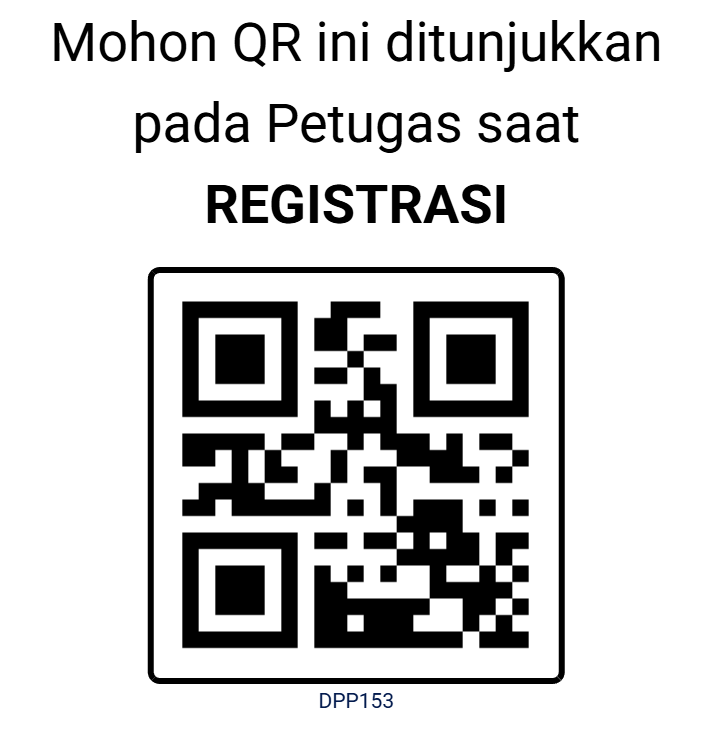 Mohon QR ini ditunjukkan
pada Petugas saat
REGISTRASI
DPP153